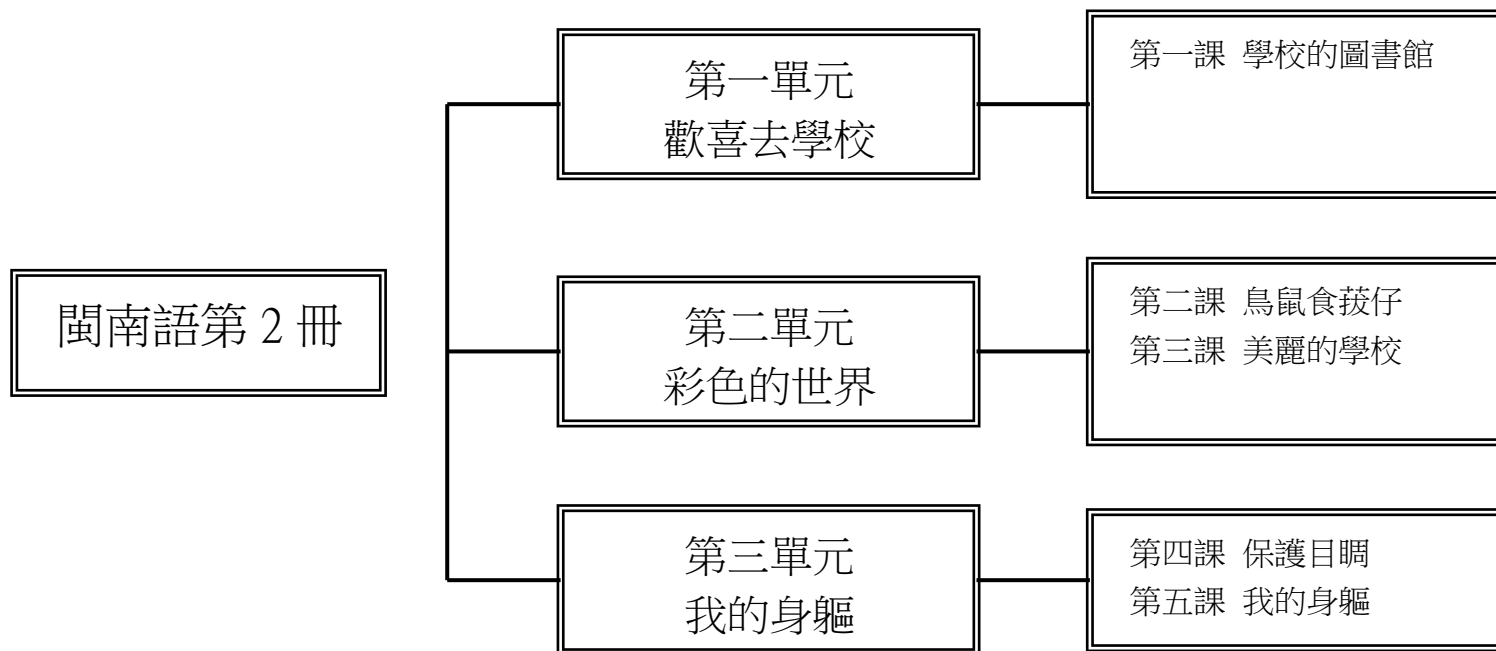 閩南語第 2 冊
第一單元
歡喜去學校
第一課 學校的圖書館
第二單元
彩色的世界
第二課 鳥鼠食菝仔
第三課 美麗的學校
第三單元
我的身軀
第四課 保護目睭
第五課 我的身軀